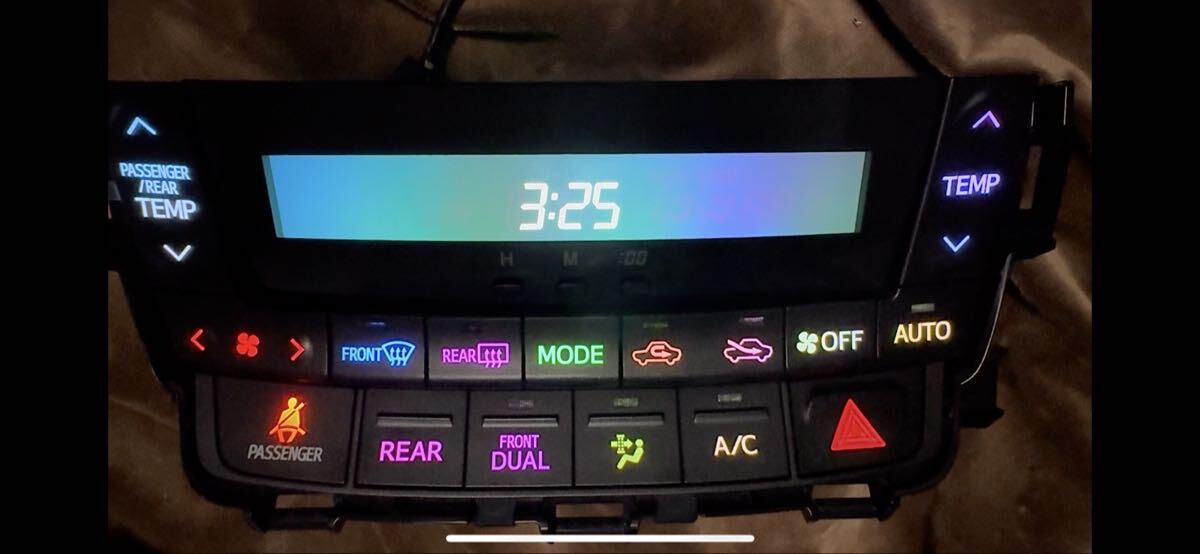 PASSENGER
/REAR
TEMP
3:25
TEMP
H M :00
FRONT REAR MODE OFF AUTO
PASSENGER REAR FRONT
DUAL A/C